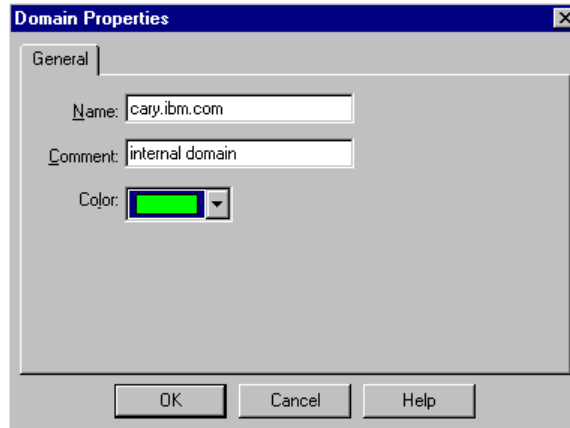 Domain Properties
General
Name: cary.ibm.com
Comment: internal domain
Color:
OK Cancel Help